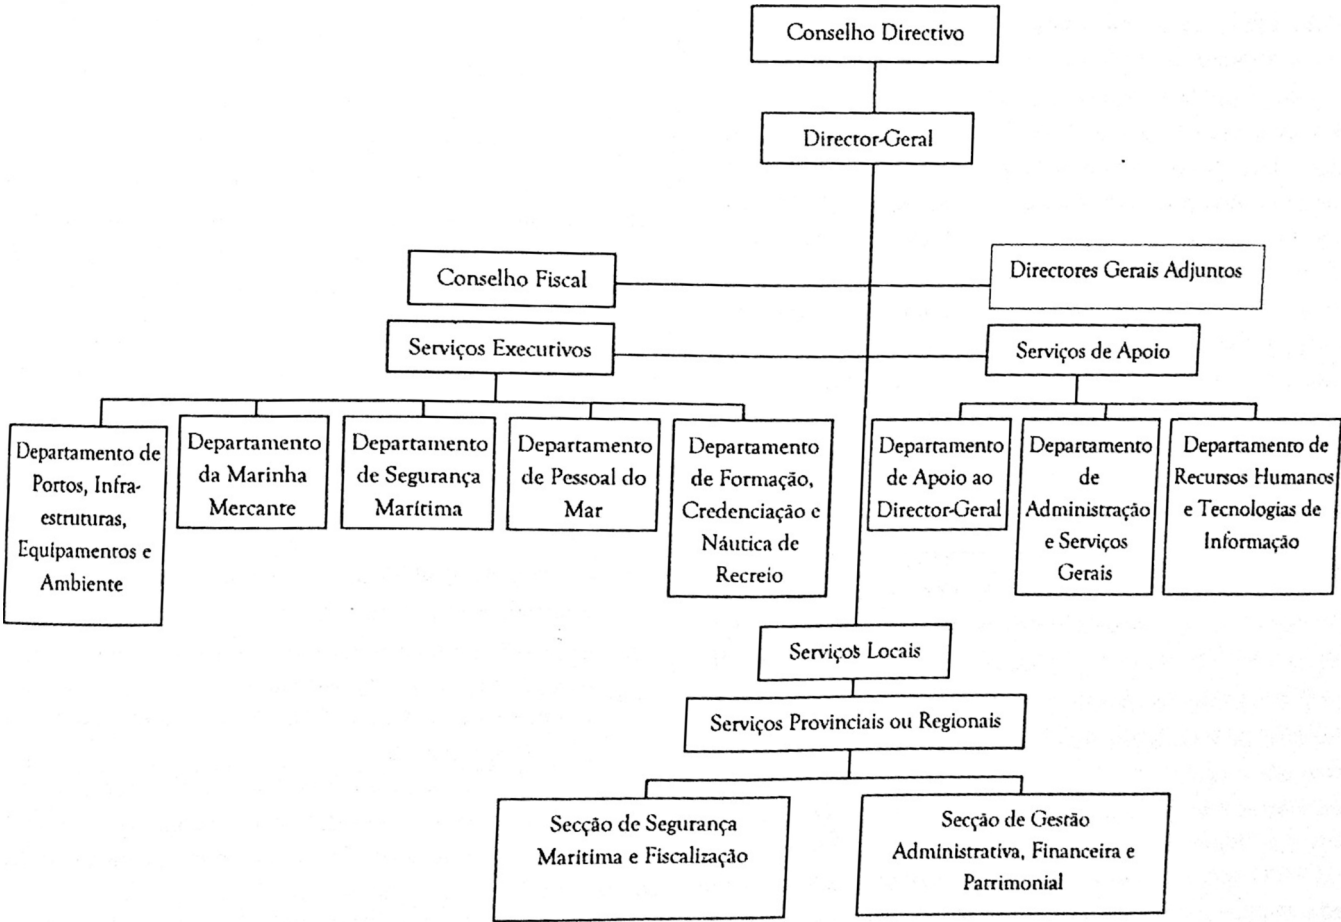 Conselho Directivo
Director-Geral
Conselho Fiscal
Directores Gerais Adjuntos
Serviços Executivos
Serviços de Apoio
Departamento de
Portos, Infra-
estruturas,
Equipamentos e
Ambiente
Departamento
da Marinha
Mercante
Departamento
de Segurança
Marítima
Departamento
de Pessoal do
Mar
Departamento
de Formação,
Credenciação e
Náutica de
Recreio
Departamento
de Apoio ao
Director-Geral
Departamento
de
Administração
e Serviços
Gerais
Departamento de
Recursos Humanos
e Tecnologias de
Informação
Serviços Locais
Serviços Provinciais ou Regionais
Secção de Segurança
Marítima e Fiscalização
Secção de Gestão
Administrativa, Financeira e
Patrimonial